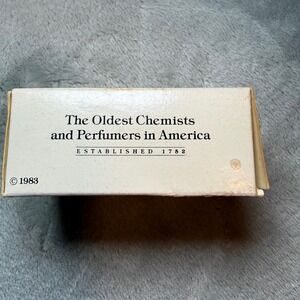 The Oldest Chemists
and Perfumers in America
ESTABLISHED 1752
© 1983